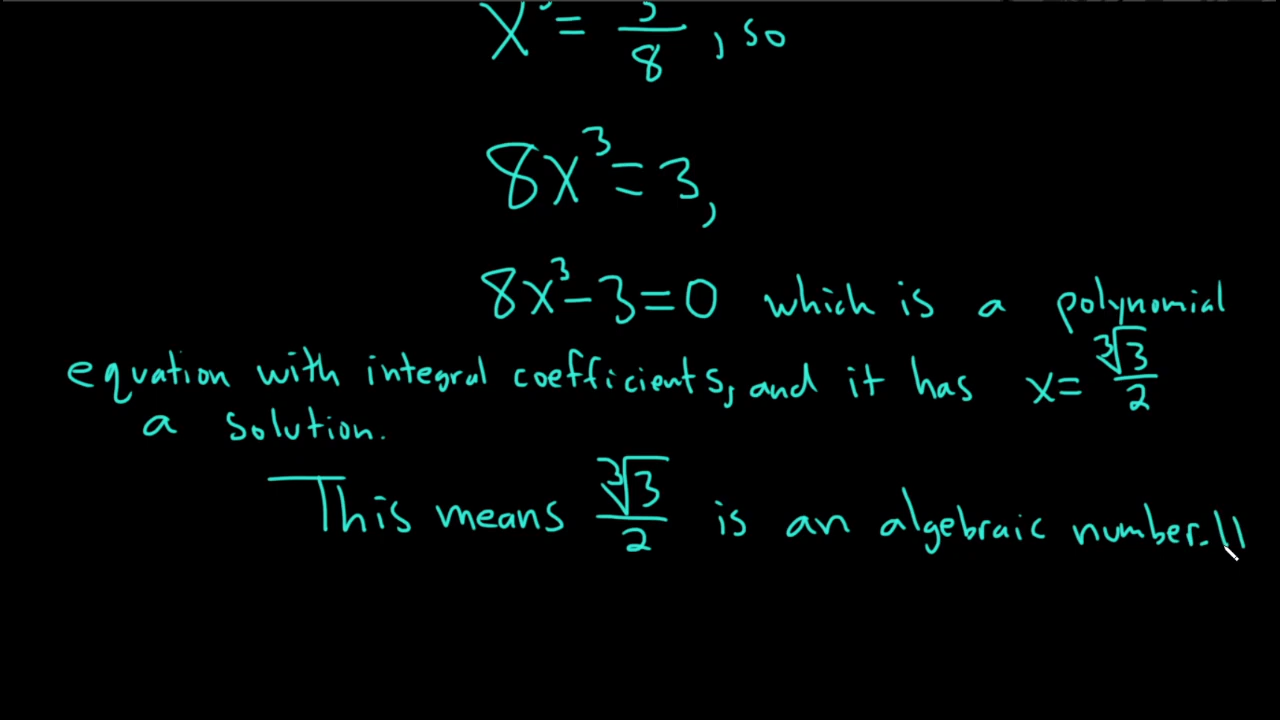 x³ = 3/8, so
8x³ = 3,
8x³ - 3 = 0 which is a polynomial
equation with integral coefficients, and it has x = ∛3/2
a solution.
This means ∛3/2 is an algebraic number. \\